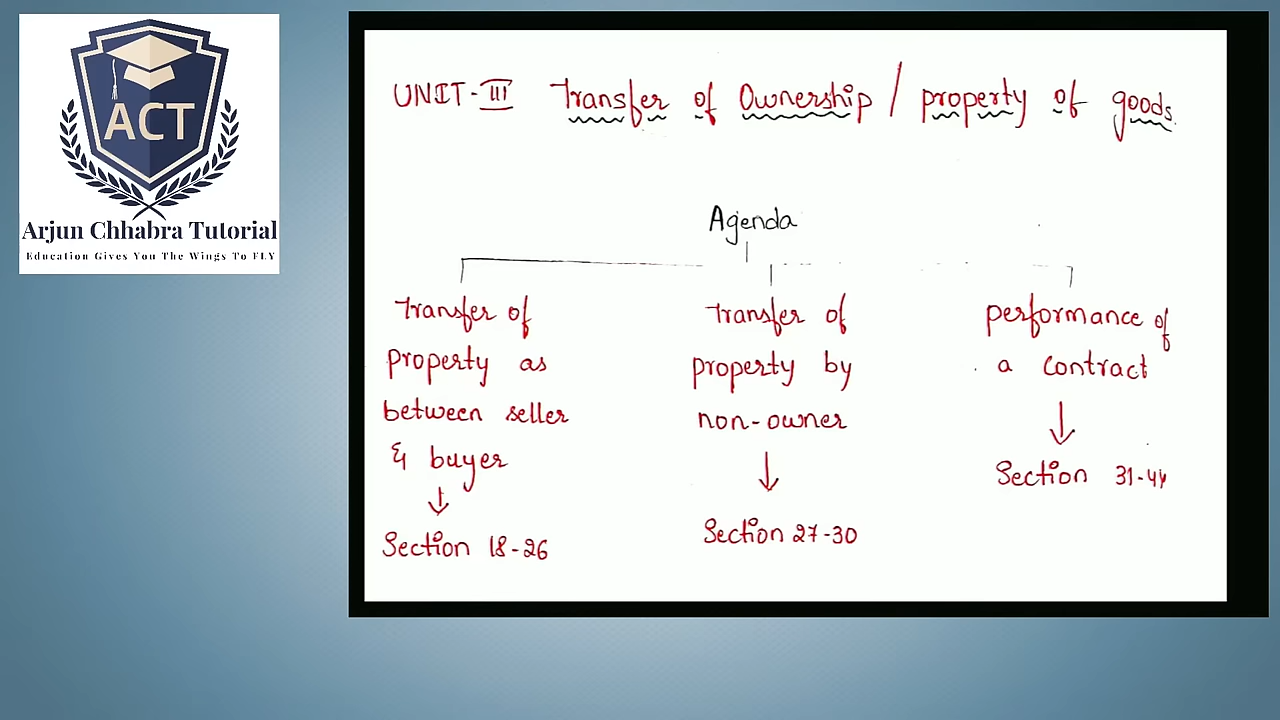 ACT
Arjun Chhabra Tutorial
Education Gives You The Wings To FLY
UNIT-III Transfer of Ownership / property of goods.
Agenda
Transfer of
property as
between seller
& buyer
Section 18-26
Transfer of
property by
non-owner
Section 27-30
performance of
a contract
Section 31-44